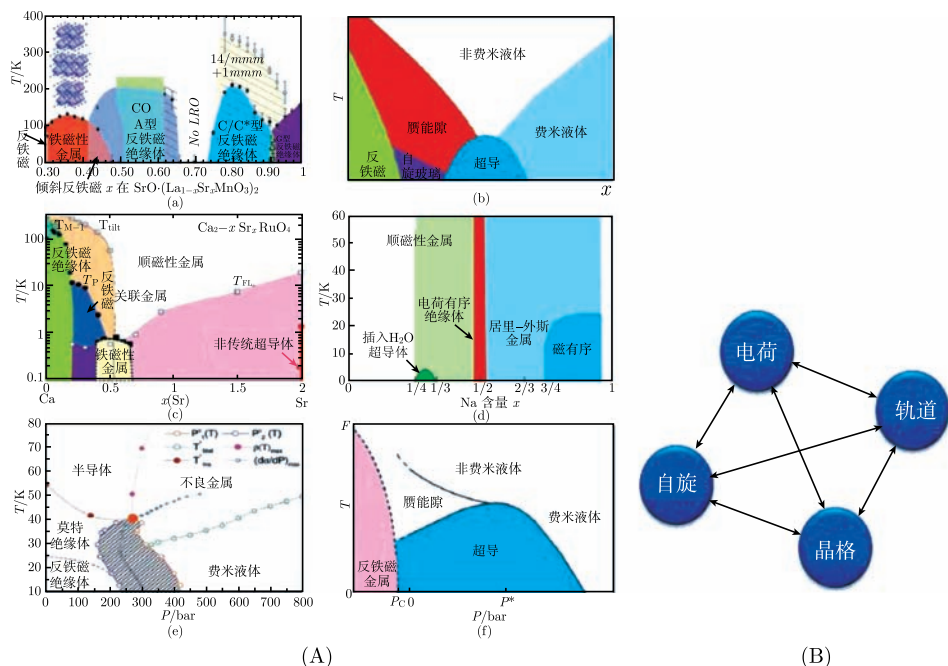 400
300
200
100
0
T/K
14/mmm
+1mmm
CO
A型
反铁磁
绝缘体
No LRO
C/C*型
反铁磁
绝缘体
铁磁性
金属
反铁磁
0.30 0.40 0.50 0.60 0.70 0.80 0.90 1
倾斜反铁磁 x 在 SrO·(La1−xSrxMnO3)2
(a)
T
非费米液体
赝能隙
费米液体
反铁磁
自旋玻璃
超导
x
(b)
100
10
1
0.1
T/K
TM−T
Ttilt
Ca2−x Srx RuO4
反铁磁
绝缘体
反铁磁
顺磁性金属
TP
关联金属
TFL
铁磁性
金属
非传统超导体
0 0.5 1.0 1.5 2
Ca x(Sr) Sr
(c)
60
50
40
30
20
10
0
T/K
顺磁性金属
电荷有序
绝缘体
居里−外斯
金属
插入H2O
超导体
磁有序
0 1/4 1/3 1/2 2/3 3/4 1
Na 含量 x
(d)
80
70
60
50
40
30
20
10
T/K
ρ(T)max
半导体
不良金属
莫特
绝缘体
反铁磁
绝缘体
费米液体
0 100 200 300 400 500 600 700 800
P/bar
(e)
F
T
0
非费米液体
赝能隙
费米液体
超导
反铁磁
金属
PC 0 P*
P/bar
(f)
(A)
电荷
轨道
自旋
晶格
(B)